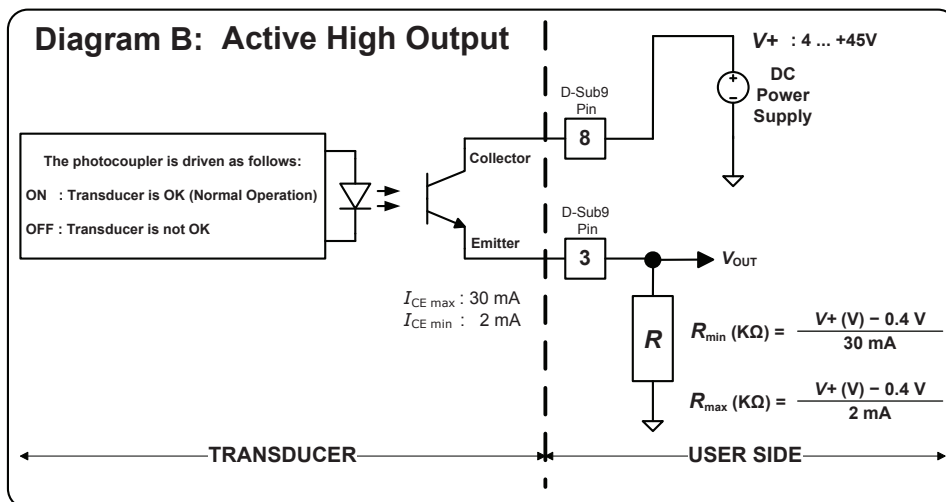 Diagram B: Active High Output
V+ : 4 ... +45V
DC
Power
Supply
D-Sub9
Pin
8
Collector
The photocoupler is driven as follows:
ON : Transducer is OK (Normal Operation)
OFF : Transducer is not OK
D-Sub9
Pin
3
Emitter
VOUT
ICE max : 30 mA
ICE min : 2 mA
R
Rmin (KΩ) = V+ (V) − 0.4 V
30 mA
Rmax (KΩ) = V+ (V) − 0.4 V
2 mA
TRANSDUCER
USER SIDE